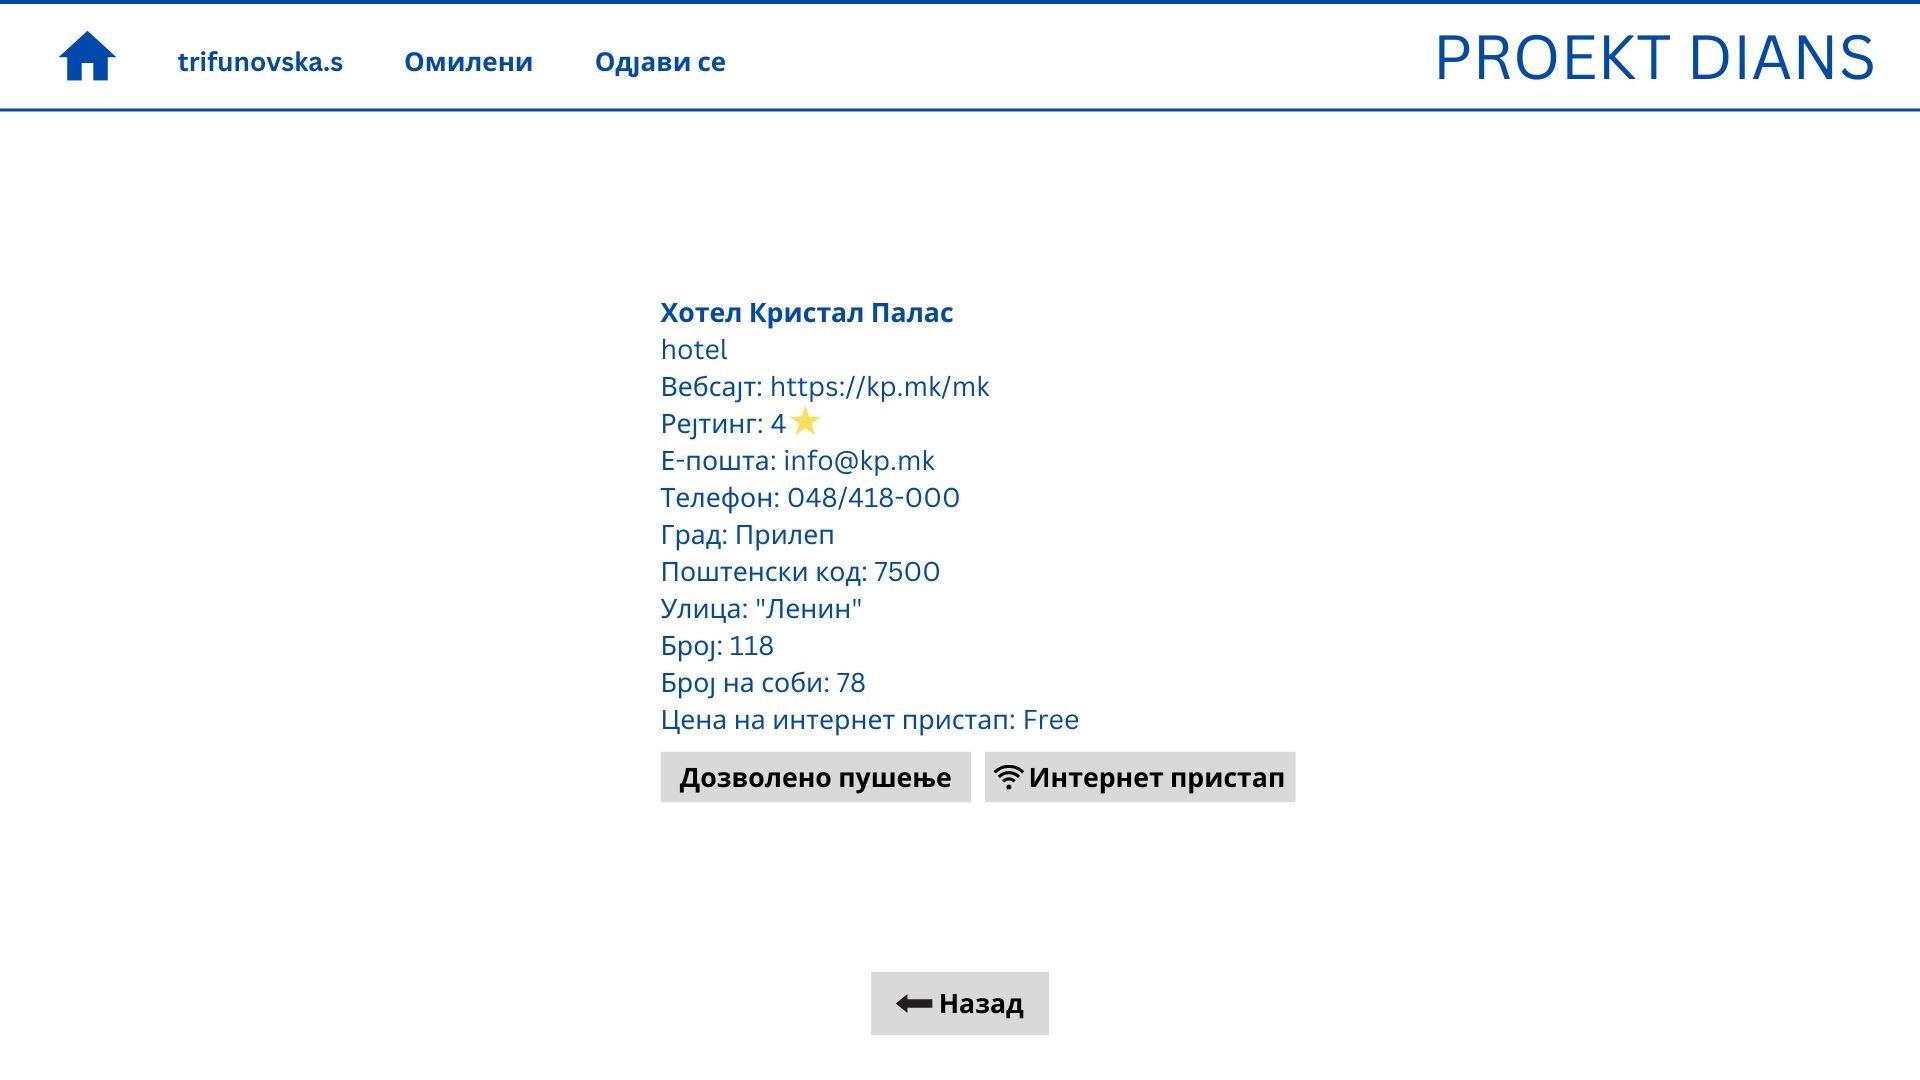 trifunovska.s Омилени Одјави се PROEKT DIANS
Хотел Кристал Палас
hotel
Вебсајт: https://kp.mk/mk
Рејтинг: 4
Е-пошта: info@kp.mk
Телефон: 048/418-000
Град: Прилеп
Поштенски код: 7500
Улица: "Ленин"
Број: 118
Број на соби: 78
Цена на интернет пристап: Free
Дозволено пушење Интернет пристап
Назад